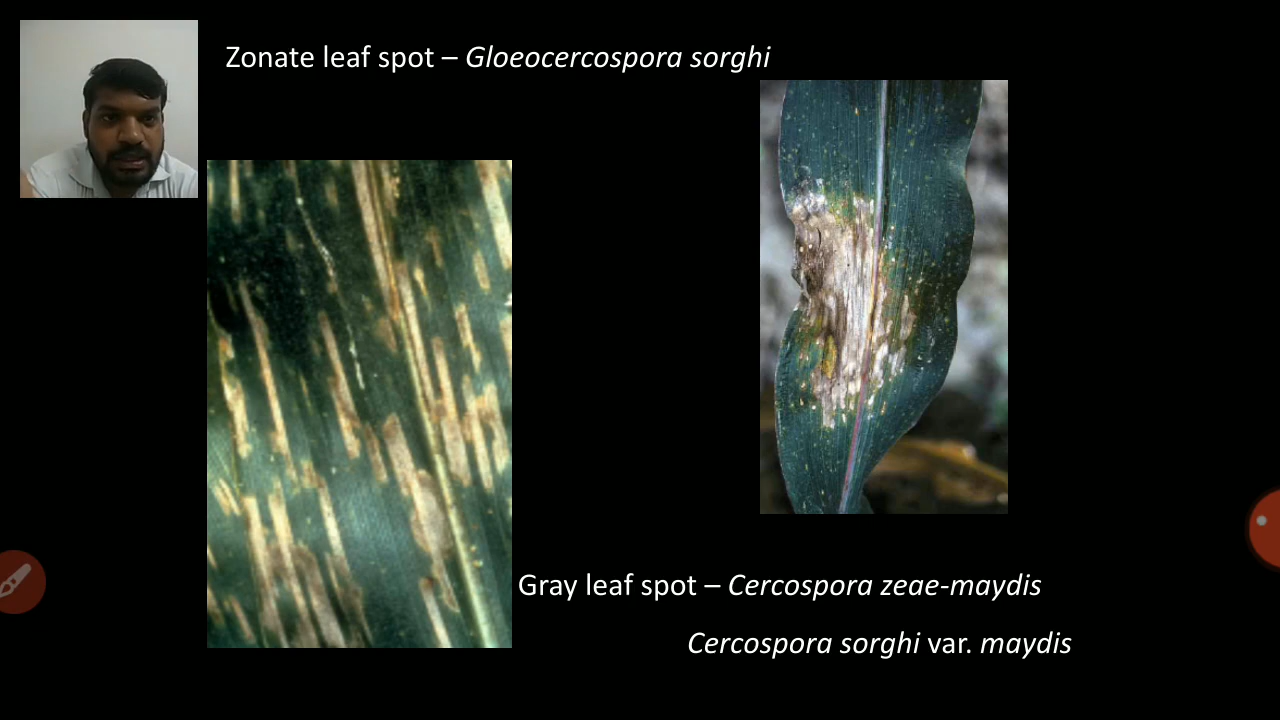 Zonate leaf spot – Gloeocercospora sorghi
Gray leaf spot – Cercospora zeae-maydis
Cercospora sorghi var. maydis